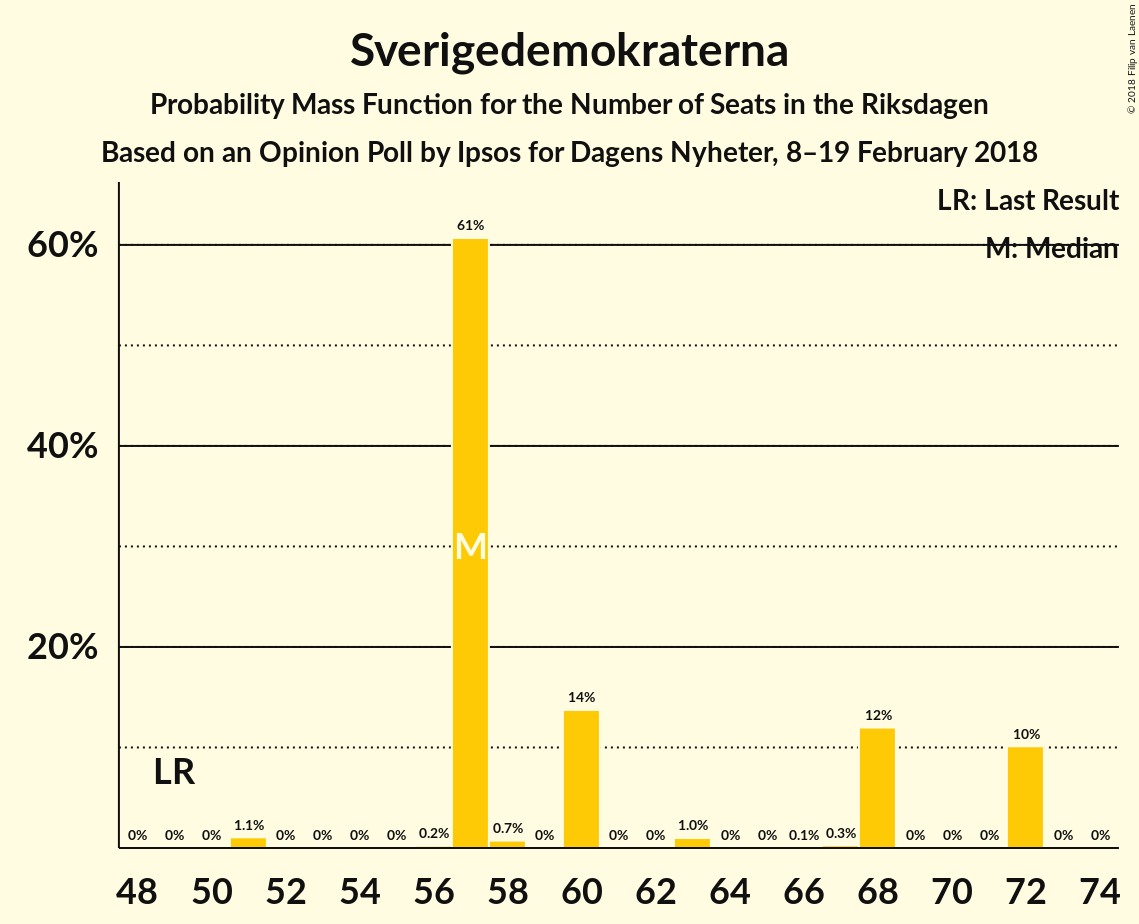 Sverigedemokraterna
Probability Mass Function for the Number of Seats in the Riksdagen
Based on an Opinion Poll by Ipsos for Dagens Nyheter, 8–19 February 2018
© 2018 Filip van Laenen
LR: Last Result
M: Median
60%
40%
20%
61%
M
14%
12%
10%
LR
0% 0% 0% 1.1% 0% 0% 0% 0% 0.2% 0.7% 0% 0% 0% 1.0% 0% 0% 0.1% 0.3% 0% 0% 0% 0% 0%
48 50 52 54 56 58 60 62 64 66 68 70 72 74